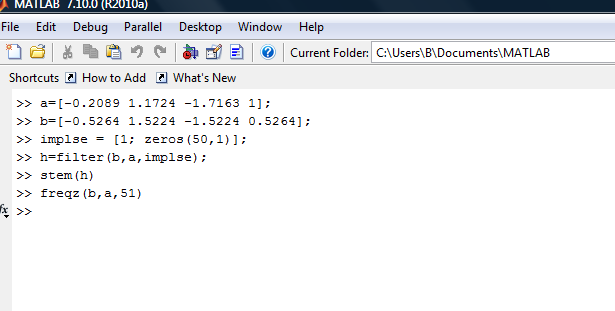 MATLAB 7.10.0 (R2010a)
File Edit Debug Parallel Desktop Window Help
Current Folder: C:\Users\B\Documents\MATLAB
Shortcuts How to Add What's New
>> a=[-0.2089 1.1724 -1.7163 1];
>> b=[-0.5264 1.5224 -1.5224 0.5264];
>> implse = [1; zeros(50,1)];
>> h=filter(b,a,implse);
>> stem(h)
>> freqz(b,a,51)
fx >>